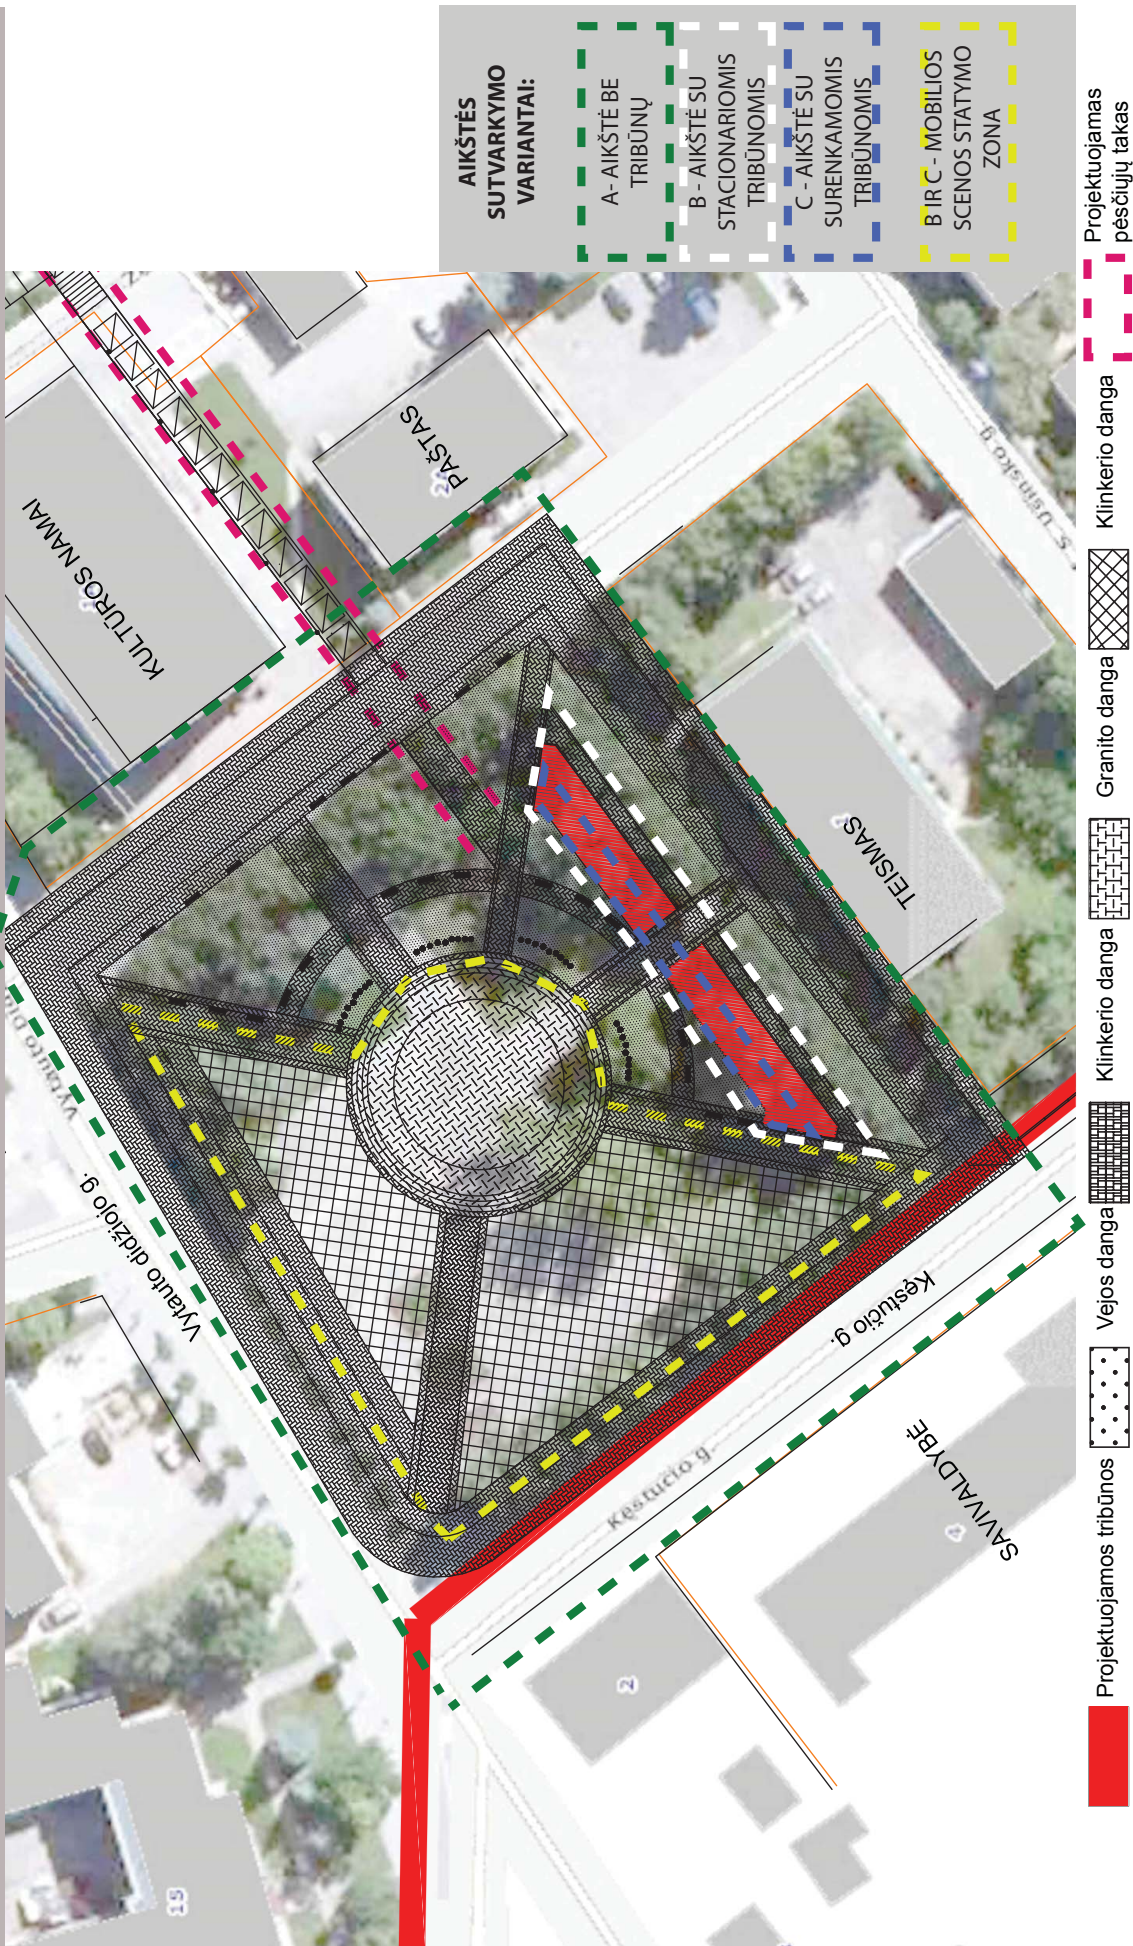 AIKŠTĖS
SUTVARKYMO
VARIANTAI:
A- AIKŠTĖ BE
TRIBŪNŲ
B - AIKŠTĖ SU
STACIONARIOMIS
TRIBŪNOMIS
C - AIKŠTĖ SU
SURENKAMOMIS
TRIBŪNOMIS
B IR C - MOBILIOS
SCENOS STATYMO
ZONA
KULTŪROS NAMAI
PAŠTAS
S. Ušinsko g.
TEISMAS
Vytauto didžiojo g.
Kęstučio g.
Kęstučio g.
SAVIVALDYBĖ
4
2
15
Projektuojamos tribūnos
Vejos danga
Klinkerio danga
Granito danga
Klinkerio danga
Projektuojamas
pėsčiųjų takas